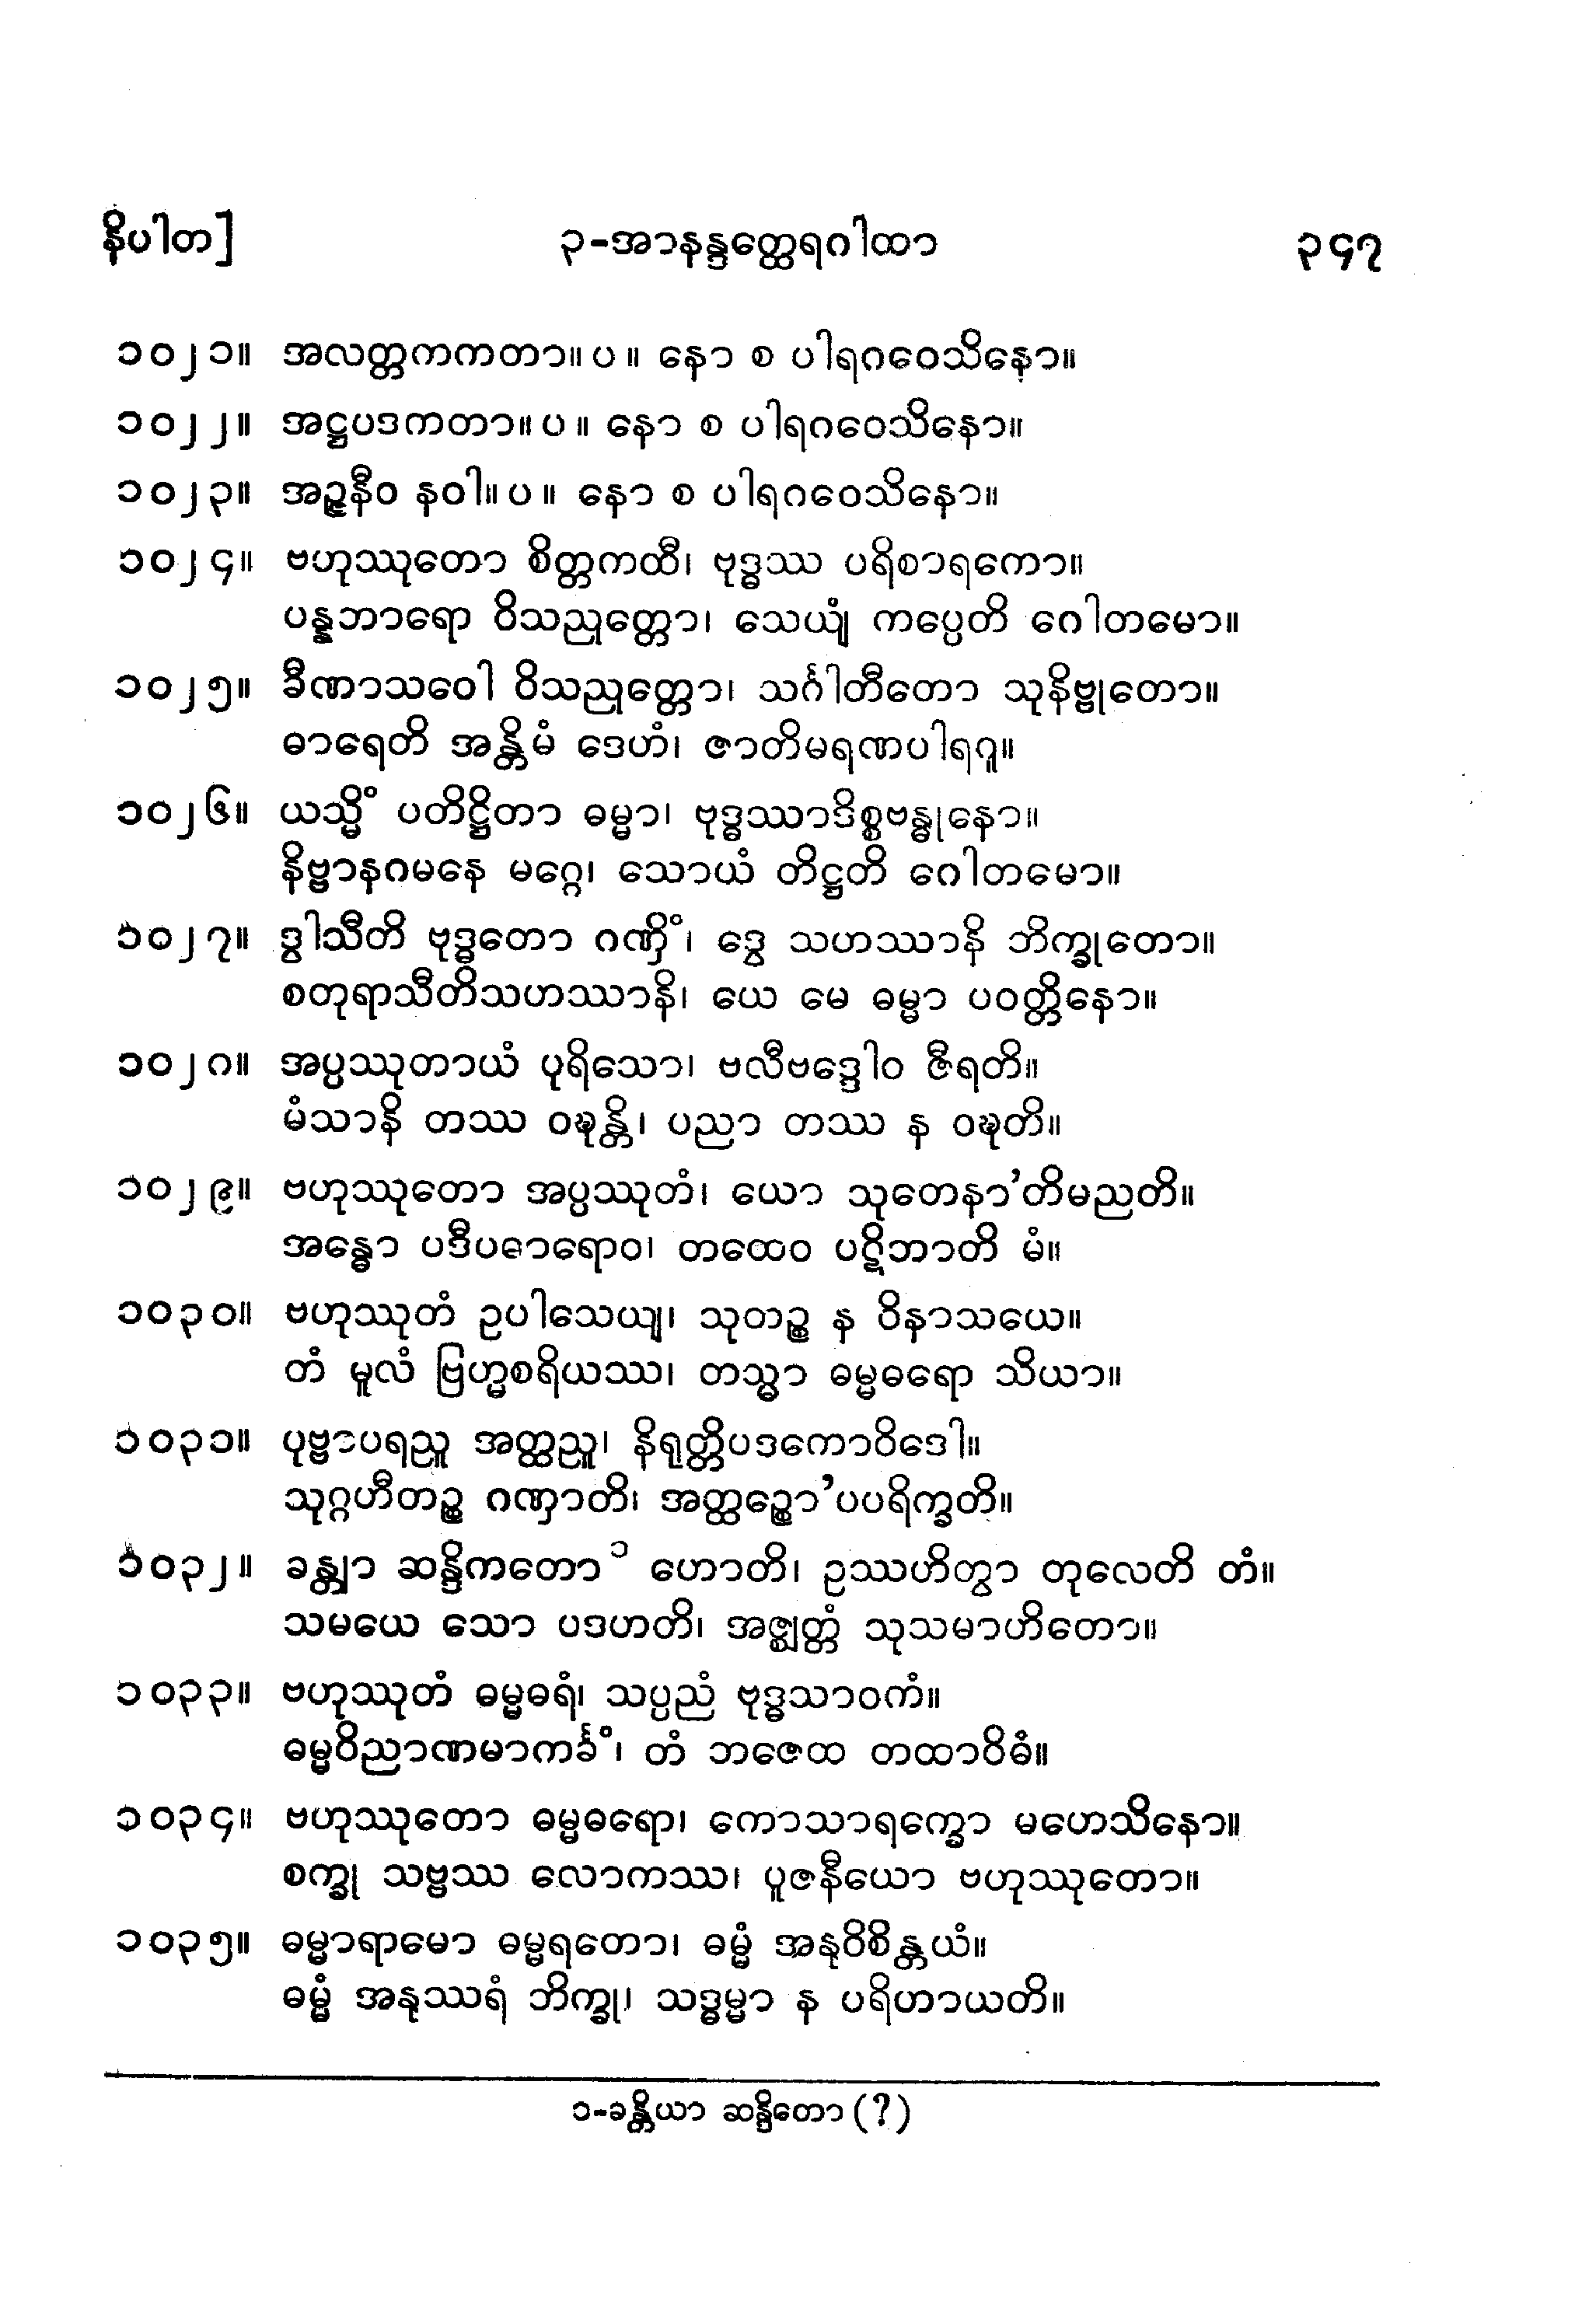 နိပါတ] ၃-အာနန္ဒတ္ထေရဂါထာ ၃၄၇
၁၀၂၁။ အလတ္တကကတာ။ ပ ။ နော စ ပါရဂဝေသိနော။
၁၀၂၂။ အဋ္ဌပဒကတာ။ ပ ။ နော စ ပါရဂဝေသိနော။
၁၀၂၃။ အဉ္ဇနီဝ နဝါ။ ပ ။ နော စ ပါရဂဝေသိနော။
၁၀၂၄။ ဗဟုဿုတော စိတ္တကထီ၊ ဗုဒ္ဓဿ ပရိစာရကော။
ပန္နဘာရော ဝိသညုတ္တော၊ သေယျံ ကပ္ပေတိ ဂေါတမော။
၁၀၂၅။ ခီဏာသဝေါ ဝိသညုတ္တော၊ သင်္ဂါတီတော သုနိဗ္ဗုတော။
ဓာရေတိ အန္တိမံ ဒေဟံ၊ ဇာတိမရဏပါရဂူ။
၁၀၂၆။ ယသ္မိံ ပတိဋ္ဌိတာ ဓမ္မာ၊ ဗုဒ္ဓဿာဒိစ္စဗန္ဓုနော။
နိဗ္ဗာနဂမနေ မဂ္ဂေ၊ သောယံ တိဋ္ဌတိ ဂေါတမော။
၁၀၂၇။ ဒွါသီတိ ဗုဒ္ဓတော ဂဏှိံ၊ ဒွေ သဟဿာနိ ဘိက္ခုတော။
စတုရာသီတိသဟဿာနိ၊ ယေ မေ ဓမ္မာ ပဝတ္တိနော။
၁၀၂၈။ အပ္ပဿုတာယံ ပုရိသော၊ ဗလီဗဒ္ဒေါဝ ဇီရတိ။
မံသာနိ တဿ ဝဍ္ဎန္တိ၊ ပညာ တဿ န ဝဍ္ဎတိ။
၁၀၂၉။ ဗဟုဿုတော အပ္ပဿုတံ၊ ယော သုတေနာ’တိမညတိ။
အန္ဓော ပဒီပဓာရောဝ၊ တထေဝ ပဋိဘာတိ မံ။
၁၀၃၀။ ဗဟုဿုတံ ဥပါသေယျ၊ သုတဉ္စ န ဝိနာသယေ။
တံ မူလံ ဗြဟ္မစရိယဿ၊ တသ္မာ ဓမ္မဓရော သိယာ။
၁၀၃၁။ ပုဗ္ဗာပရညူ အတ္ထညူ၊ နိရုတ္တိပဒကောဝိဒေါ။
သုဂ္ဂဟီတဉ္စ ဂဏှာတိ၊ အတ္ထဉ္စော’ပပရိက္ခတိ။
၁၀၃၂။ ခန္တျာ ဆန္ဒိကတော ၁ ဟောတိ၊ ဥဿဟိတွာ တုလေတိ တံ။
သမယေ သော ပဒဟတိ၊ အဇ္ဈတ္တံ သုသမာဟိတော။
၁၀၃၃။ ဗဟုဿုတံ ဓမ္မဓရံ၊ သပ္ပညံ ဗုဒ္ဓသာဝကံ။
ဓမ္မဝိညာဏမာကင်္ခံ၊ တံ ဘဇေထ တထာဝိဓံ။
၁၀၃၄။ ဗဟုဿုတော ဓမ္မဓရော၊ ကောသာရက္ခော မဟေသိနော။
စက္ခု သဗ္ဗဿ လောကဿ၊ ပူဇနီယော ဗဟုဿုတော။
၁၀၃၅။ ဓမ္မာရာမော ဓမ္မရတော၊ ဓမ္မံ အနုဝိစိန္တယံ။
ဓမ္မံ အနုဿရံ ဘိက္ခု၊ သဒ္ဓမ္မာ န ပရိဟာယတိ။
၁-ခန္တိယာ ဆန္ဒိတော (?)